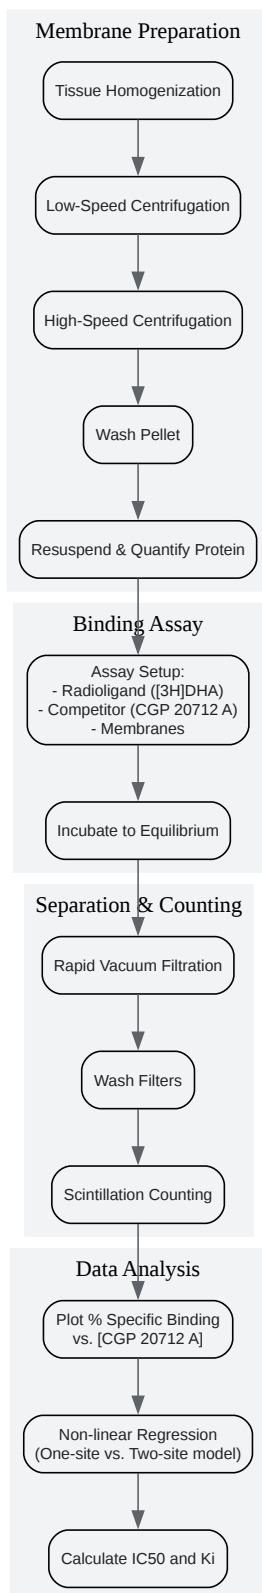 Membrane Preparation
Tissue Homogenization
Low-Speed Centrifugation
High-Speed Centrifugation
Wash Pellet
Resuspend & Quantify Protein
Binding Assay
Assay Setup:
- Radioligand ([3H]DHA)
- Competitor (CGP 20712 A)
- Membranes
Incubate to Equilibrium
Separation & Counting
Rapid Vacuum Filtration
Wash Filters
Scintillation Counting
Data Analysis
Plot % Specific Binding
vs. [CGP 20712 A]
Non-linear Regression
(One-site vs. Two-site model)
Calculate IC50 and Ki